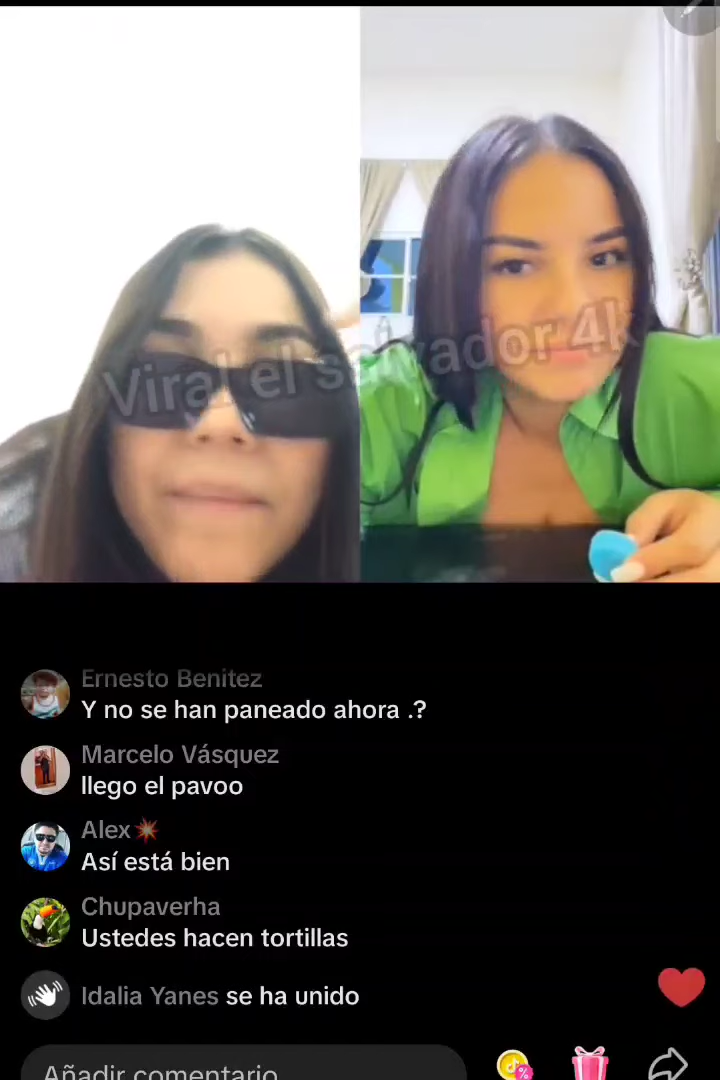 Viral el salvador 4k
Ernesto Benitez
Y no se han paneado ahora .?
Marcelo Vásquez
llego el pavoo
Alex💥
Así está bien
Chupaverha
Ustedes hacen tortillas
Idalia Yanes se ha unido
Añadir comentario